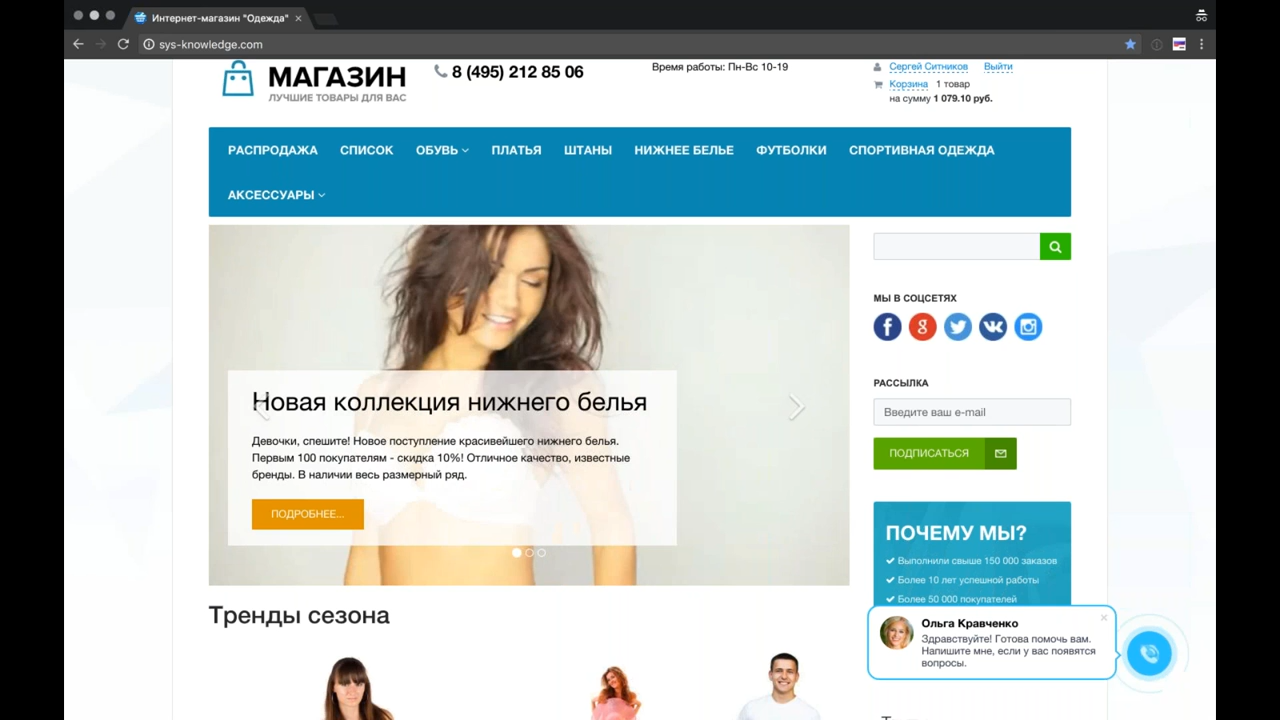 Интернет-магазин "Одежда"
sys-knowledge.com
МАГАЗИН
ЛУЧШИЕ ТОВАРЫ ДЛЯ ВАС
8 (495) 212 85 06
Время работы: Пн-Вс 10-19
Сергей Ситников Выйти
Корзина 1 товар
на сумму 1 079.10 руб.
РАСПРОДАЖА СПИСОК ОБУВЬ ПЛАТЬЯ ШТАНЫ НИЖНЕЕ БЕЛЬЕ ФУТБОЛКИ СПОРТИВНАЯ ОДЕЖДА
АКСЕССУАРЫ
Новая коллекция нижнего белья
Девочки, спешите! Новое поступление красивейшего нижнего белья.
Первым 100 покупателям - скидка 10%! Отличное качество, известные
бренды. В наличии весь размерный ряд.
ПОДРОБНЕЕ...
Тренды сезона
МЫ В СОЦСЕТЯХ
РАССЫЛКА
Введите ваш e-mail
ПОДПИСАТЬСЯ
ПОЧЕМУ МЫ?
Выполнили свыше 150 000 заказов
Более 10 лет успешной работы
Более 50 000 покупателей
Ольга Кравченко
Здравствуйте! Готова помочь вам.
Напишите мне, если у вас появятся
вопросы.